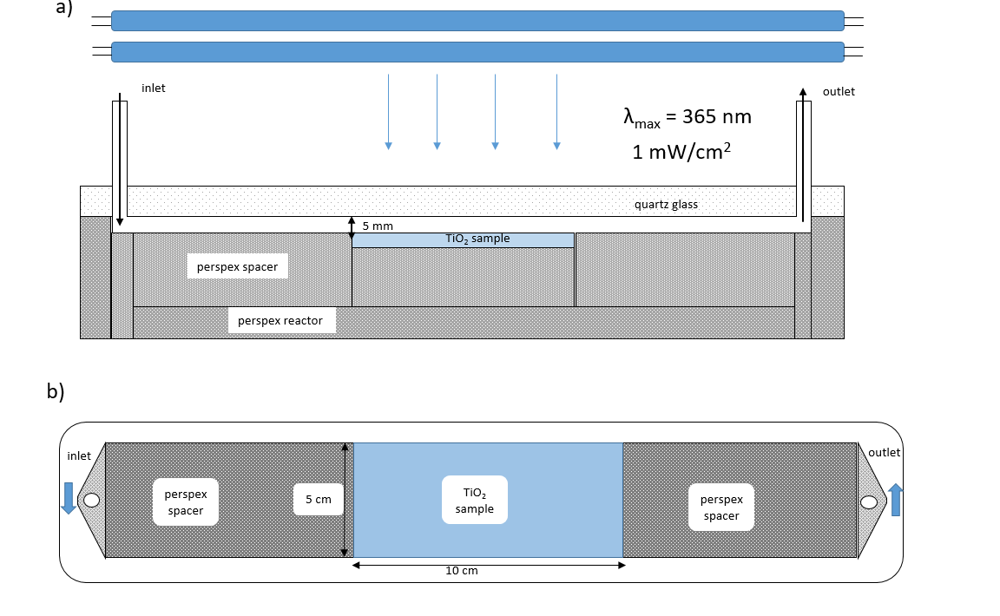 a)
inlet
outlet
λmax = 365 nm
1 mW/cm²
quartz glass
5 mm
TiO₂ sample
perspex spacer
perspex reactor
b)
inlet
outlet
perspex
spacer
5 cm
TiO₂
sample
perspex
spacer
10 cm